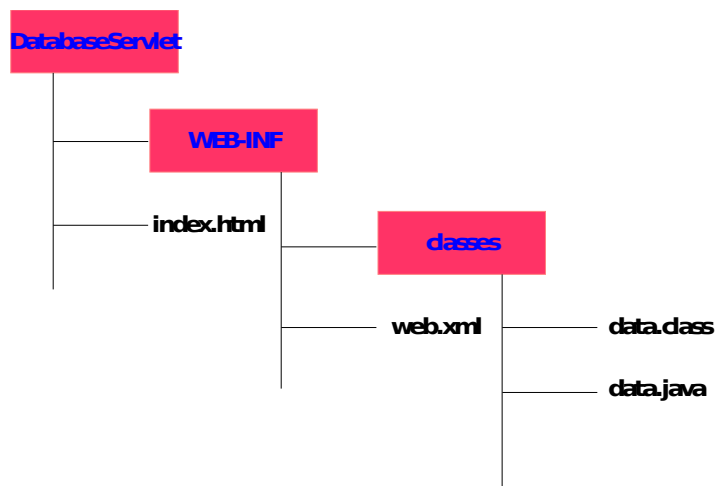 DatabaseServlet
WEB-INF
index.html
classes
web.xml
data.class
data.java